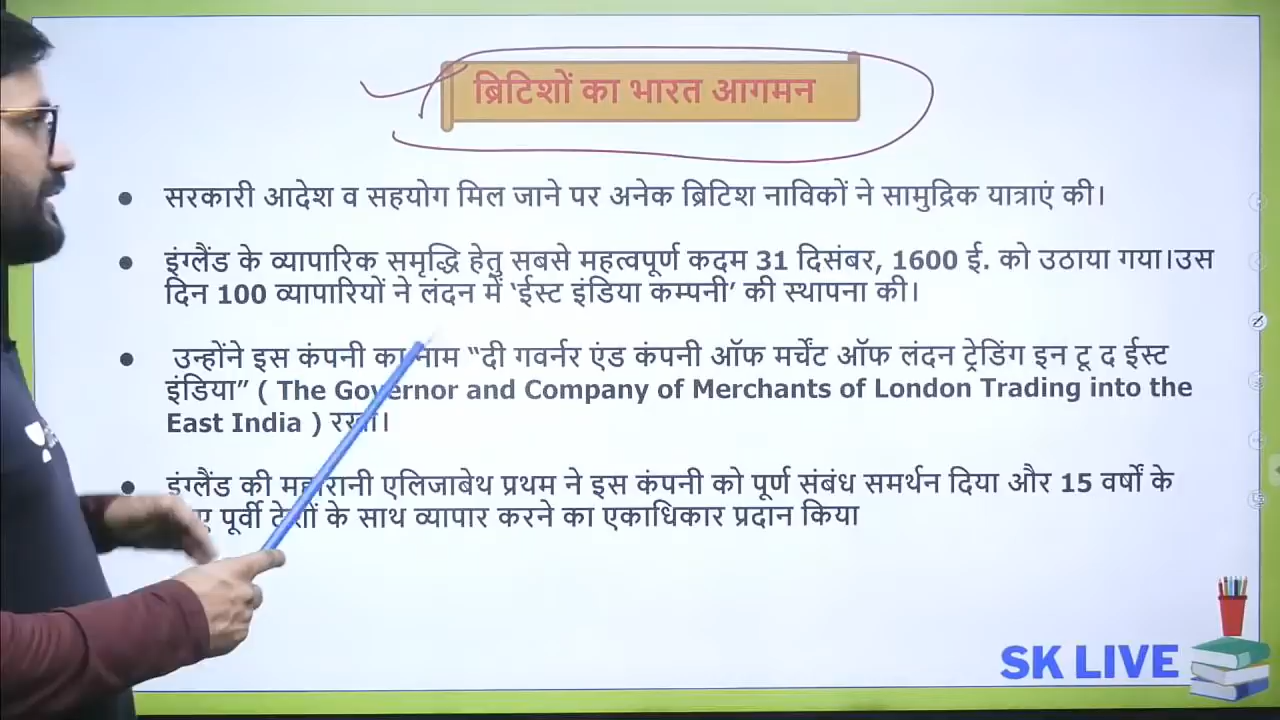 ब्रिटिशों का भारत आगमन
सरकारी आदेश व सहयोग मिल जाने पर अनेक ब्रिटिश नाविकों ने सामुद्रिक यात्राएं की।
इंग्लैंड के व्यापारिक समृद्धि हेतु सबसे महत्वपूर्ण कदम 31 दिसंबर, 1600 ई. को उठाया गया।उस
दिन 100 व्यापारियों ने लंदन में ‘ईस्ट इंडिया कम्पनी’ की स्थापना की।
उन्होंने इस कंपनी का नाम “दी गवर्नर एंड कंपनी ऑफ मर्चेंट ऑफ लंदन ट्रेडिंग इन टू द ईस्ट
इंडिया” ( The Governor and Company of Merchants of London Trading into the
East India ) रखा।
इंग्लैंड की महारानी एलिजाबेथ प्रथम ने इस कंपनी को पूर्ण संबंध समर्थन दिया और 15 वर्षों के
पूर्वी देशों के साथ व्यापार करने का एकाधिकार प्रदान किया
SK LIVE